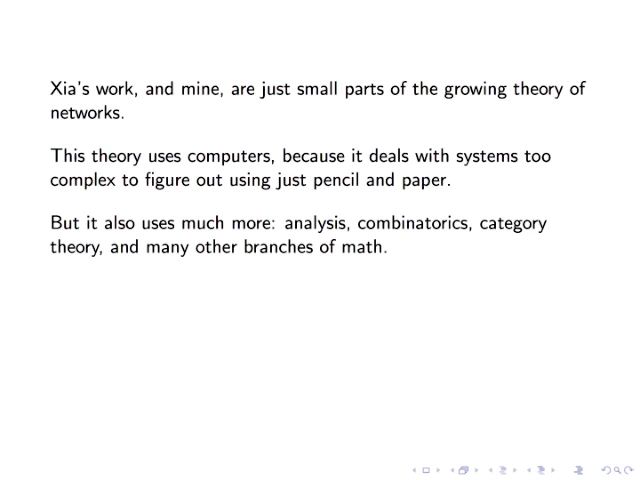 Xia's work, and mine, are just small parts of the growing theory of
networks.
This theory uses computers, because it deals with systems too
complex to figure out using just pencil and paper.
But it also uses much more: analysis, combinatorics, category
theory, and many other branches of math.